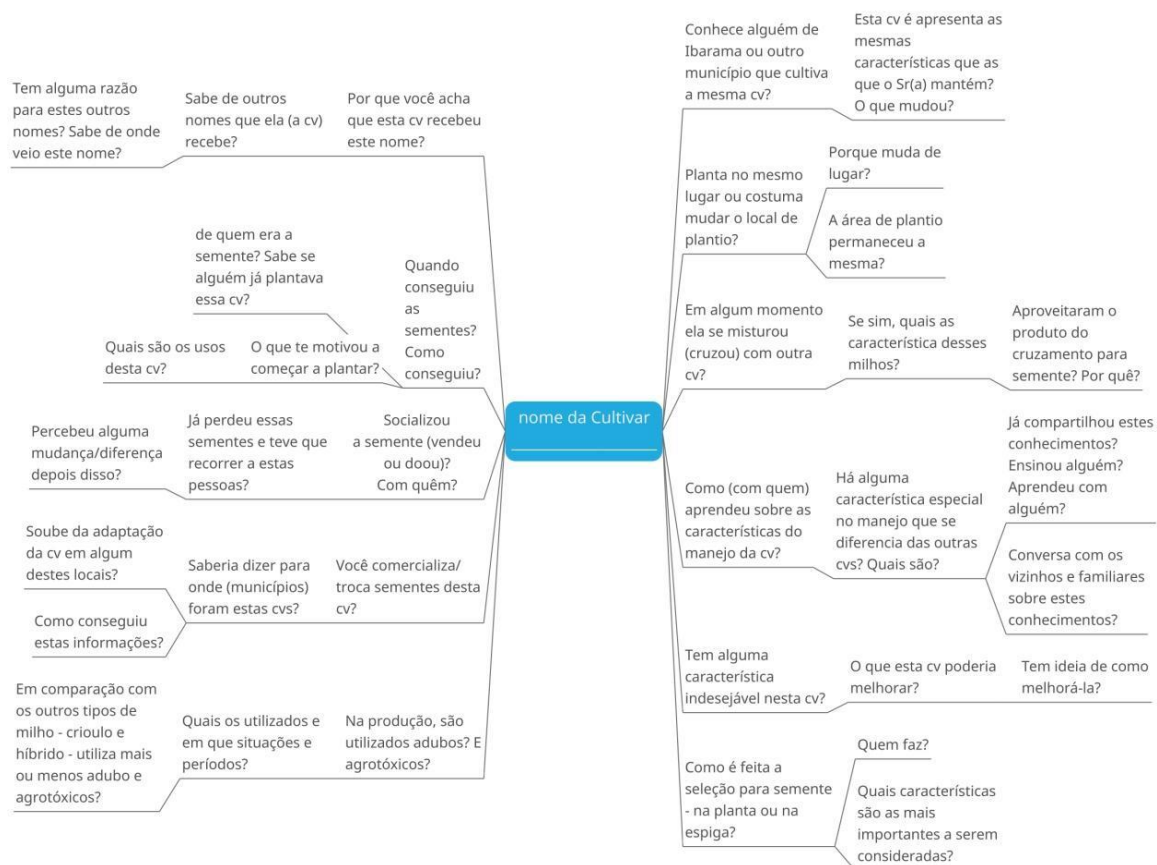 nome da Cultivar
Por que você acha
que esta cv recebeu
este nome?
Sabe de outros
nomes que ela (a cv)
recebe?
Tem alguma razão
para estes outros
nomes? Sabe de onde
veio este nome?
Quando
conseguiu
as
sementes?
Como
conseguiu?
de quem era a
semente? Sabe se
alguém já plantava
essa cv?
O que te motivou a
começar a plantar?
Quais são os usos
desta cv?
Socializou
a semente (vendeu
ou doou)?
Com quêm?
Já perdeu essas
sementes e teve que
recorrer a estas
pessoas?
Percebeu alguma
mudança/diferença
depois disso?
Você comercializa/
troca sementes desta
cv?
Saberia dizer para
onde (municípios)
foram estas cvs?
Soube da adaptação
da cv em algum
destes locais?
Como conseguiu
estas informações?
Na produção, são
utilizados adubos? E
agrotóxicos?
Quais os utilizados e
em que situações e
períodos?
Em comparação com
os outros tipos de
milho - crioulo e
híbrido - utiliza mais
ou menos adubo e
agrotóxicos?
Conhece alguém de
Ibarama ou outro
município que cultiva
a mesma cv?
Esta cv é apresenta as
mesmas
características que as
que o Sr(a) mantém?
O que mudou?
Planta no mesmo
lugar ou costuma
mudar o local de
plantio?
Porque muda de
lugar?
A área de plantio
permaneceu a
mesma?
Em algum momento
ela se misturou
(cruzou) com outra
cv?
Se sim, quais as
característica desses
milhos?
Aproveitaram o
produto do
cruzamento para
semente? Por quê?
Como (com quem)
aprendeu sobre as
características do
manejo da cv?
Há alguma
característica especial
no manejo que se
diferencia das outras
cvs? Quais são?
Já compartilhou estes
conhecimentos?
Ensinou alguém?
Aprendeu com
alguém?
Conversa com os
vizinhos e familiares
sobre estes
conhecimentos?
Tem alguma
característica
indesejável nesta cv?
O que esta cv poderia
melhorar?
Tem ideia de como
melhorá-la?
Como é feita a
seleção para semente
- na planta ou na
espiga?
Quem faz?
Quais características
são as mais
importantes a serem
consideradas?